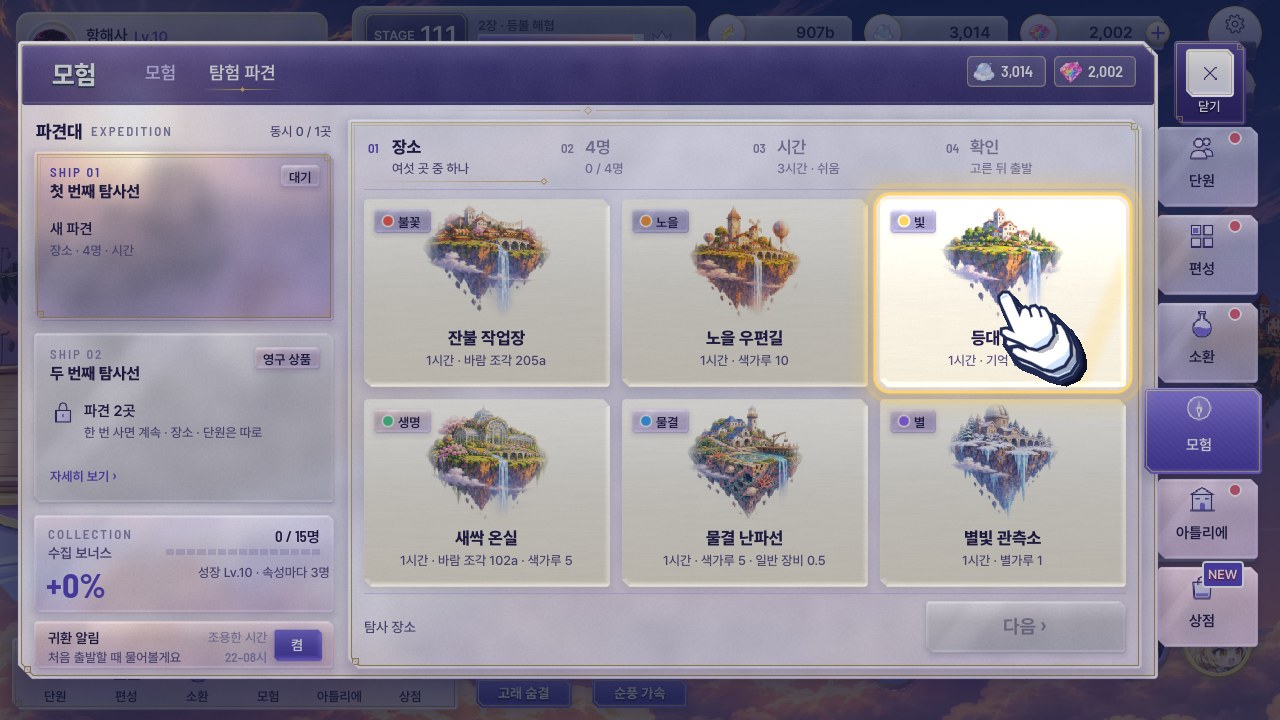 항해사 Lv.10
STAGE 111
2장 · 등불 해협
907b
3,014
2,002
모험
모험
탐험 파견
3,014
2,002
닫기
파견대 EXPEDITION
동시 0 / 1곳
SHIP 01
대기
첫 번째 탐사선
새 파견
장소 · 4명 · 시간
SHIP 02
영구 상품
두 번째 탐사선
파견 2곳
한 번 사면 계속 · 장소 · 단원은 따로
자세히 보기 ›
COLLECTION
0 / 15명
수집 보너스
+0%
성장 Lv.10 · 속성마다 3명
귀환 알림
조용한 시간
처음 출발할 때 물어볼게요
22-08시
켬
01 장소
여섯 곳 중 하나
02 4명
0 / 4명
03 시간
3시간 · 쉬움
04 확인
고른 뒤 출발
불꽃
잔불 작업장
1시간 · 바람 조각 205a
노을
노을 우편길
1시간 · 색가루 10
빛
등대
1시간 · 기억
생명
새싹 온실
1시간 · 바람 조각 102a · 색가루 5
물결
물결 난파선
1시간 · 색가루 5 · 일반 장비 0.5
별
별빛 관측소
1시간 · 별가루 1
탐사 장소
다음 ›
단원
편성
소환
모험
아틀리에
NEW
상점
단원
편성
소환
모험
아틀리에
상점
고래 숨결
순풍 가속